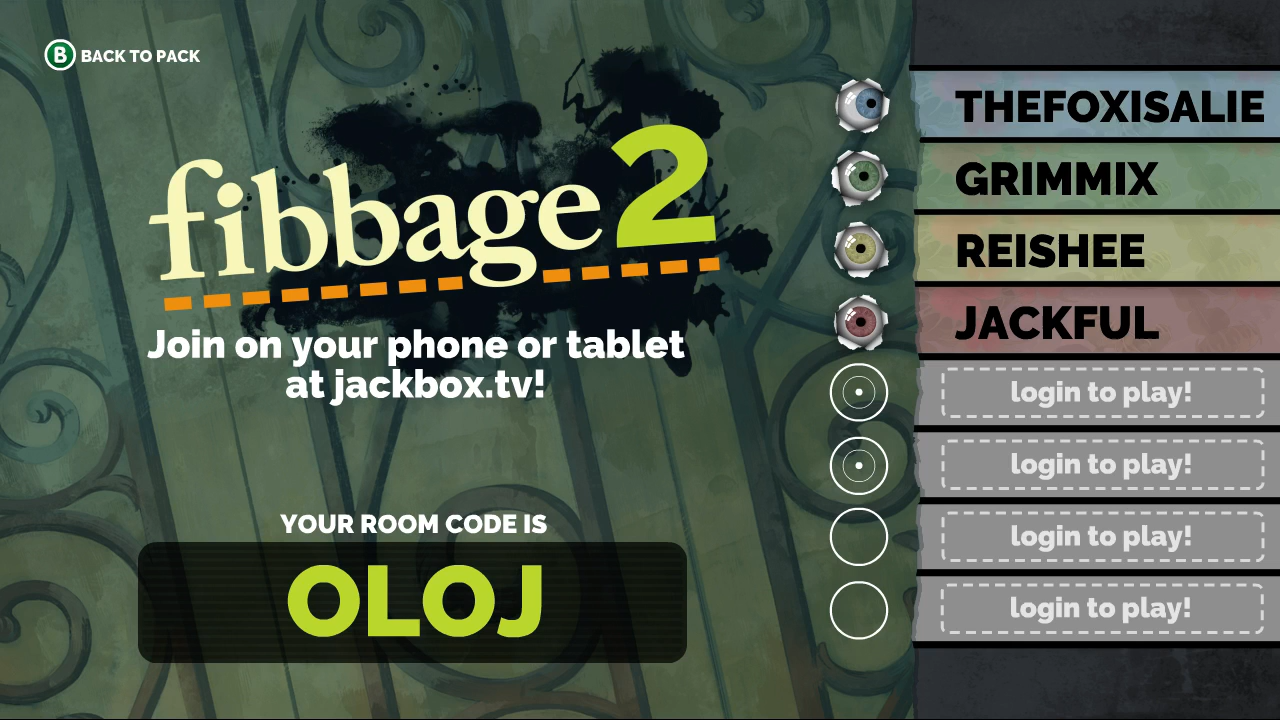 B BACK TO PACK
fibbage 2
Join on your phone or tablet
at jackbox.tv!
YOUR ROOM CODE IS
OLOJ
THEFOXISALIE
GRIMMIX
REISHEE
JACKFUL
login to play!
login to play!
login to play!
login to play!